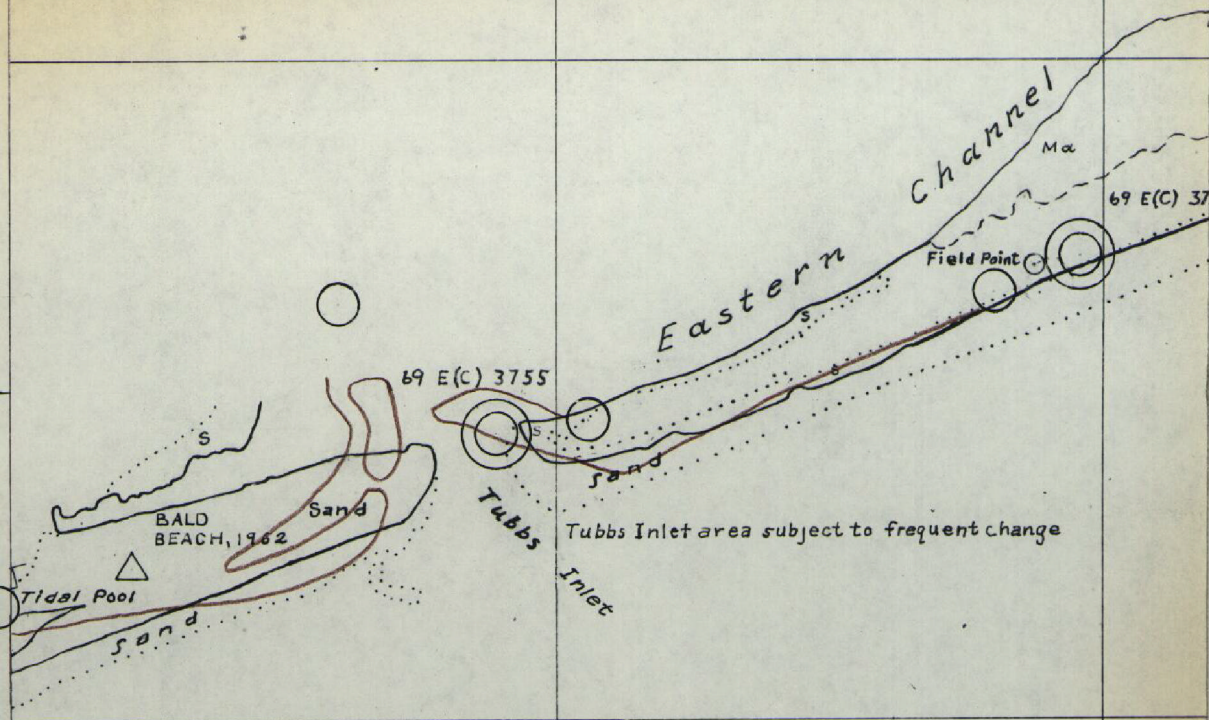 Eastern Channel
Ma
69 E(C) 37
Field Point
S
S
69 E(C) 3755
S
S
Sand
Sand
Tubbs Inlet
BALD
BEACH, 1962
Tubbs Inlet area subject to frequent change
Tidal Pool
Sand